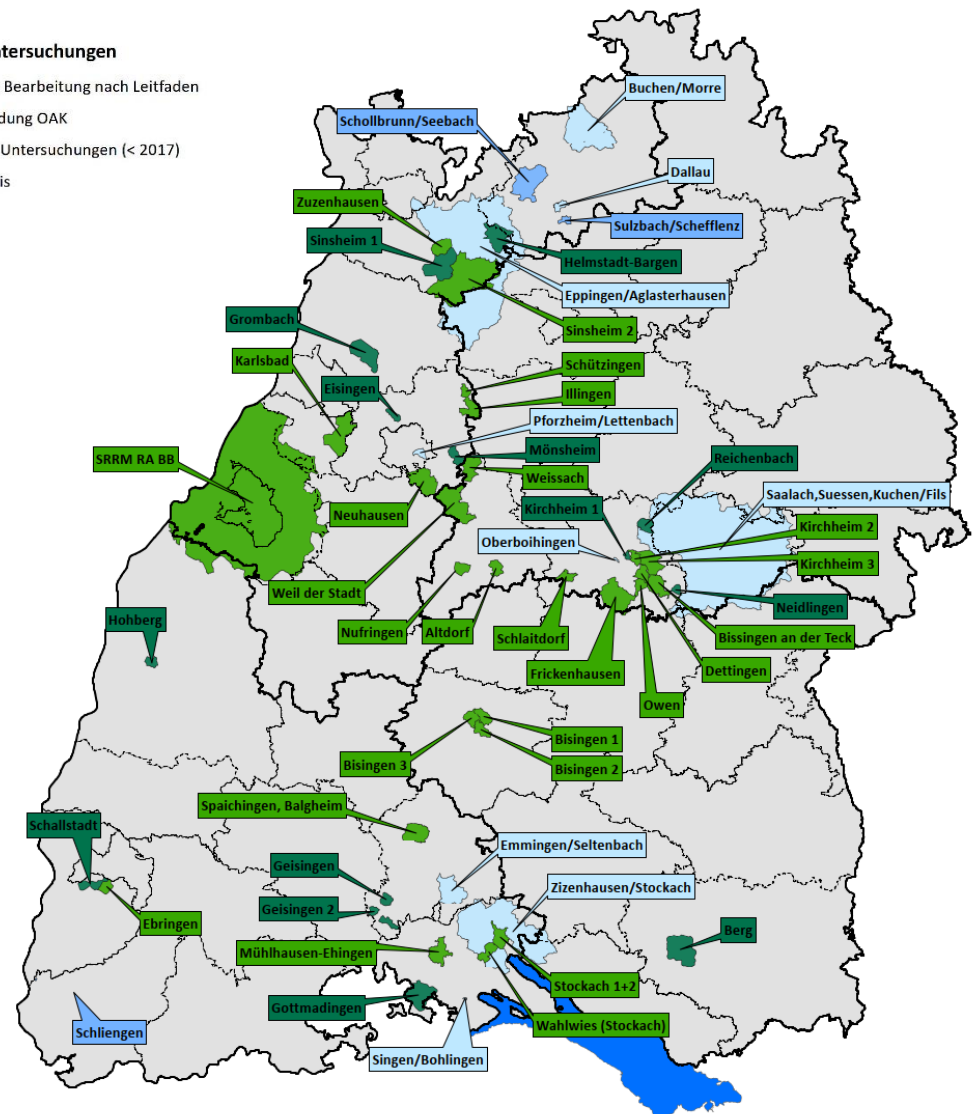 tersuchungen
Bearbeitung nach Leitfaden
dung OAK
Untersuchungen (< 2017)
is
Buchen/Morre
Schollbrunn/Seebach
Dallau
Zuzenhausen
Sulzbach/Schefflenz
Sinsheim 1
Helmstadt-Bargen
Eppingen/Aglasterhausen
Grombach
Sinsheim 2
Karlsbad
Schützingen
Eisingen
Illingen
Pforzheim/Lettenbach
SRRM RA BB
Mönsheim
Reichenbach
Weissach
Saalach,Suessen,Kuchen/Fils
Neuhausen
Kirchheim 1
Kirchheim 2
Oberboihingen
Kirchheim 3
Weil der Stadt
Neidlingen
Hohberg
Nufringen
Altdorf
Schlaitdorf
Bissingen an der Teck
Frickenhausen
Dettingen
Owen
Bisingen 1
Bisingen 3
Bisingen 2
Spaichingen, Balgheim
Schallstadt
Emmingen/Seltenbach
Geisingen
Zizenhausen/Stockach
Geisingen 2
Ebringen
Berg
Mühlhausen-Ehingen
Stockach 1+2
Gottmadingen
Wahlwies (Stockach)
Schliengen
Singen/Bohlingen